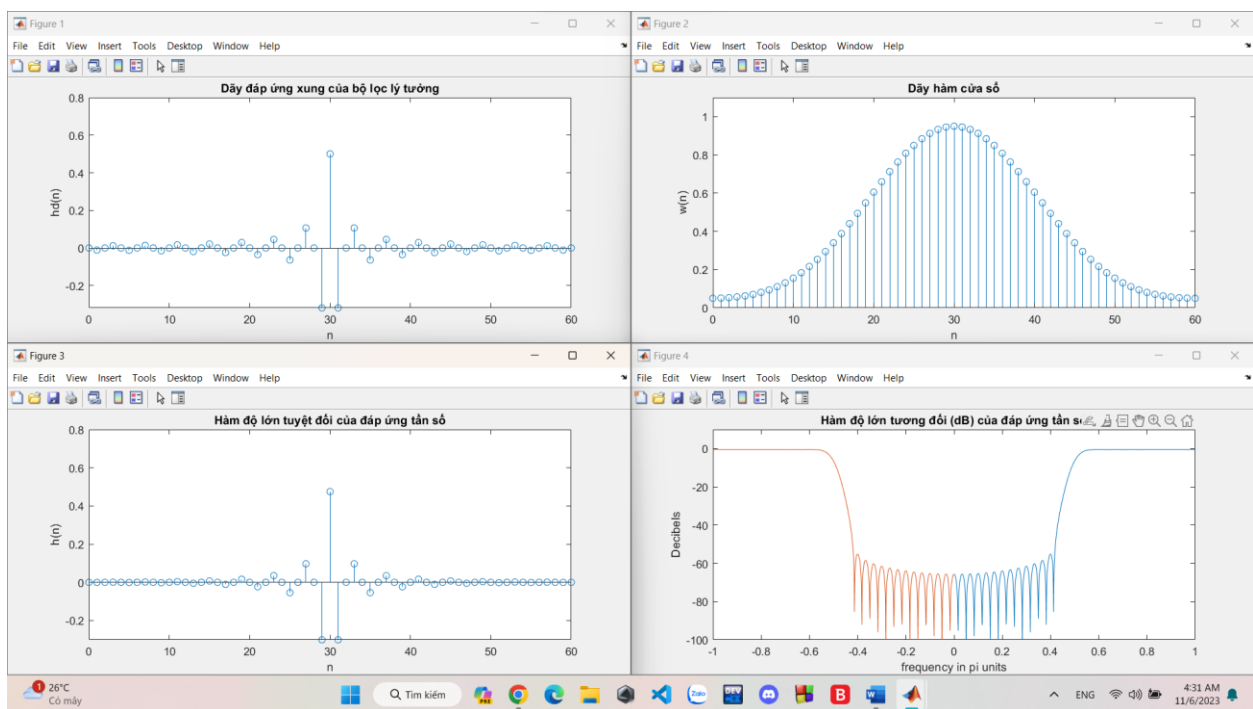 Figure 1
File Edit View Insert Tools Desktop Window Help
Dãy đáp ứng xung của bộ lọc lý tưởng
0.8
0.6
0.4
0.2
0
-0.2
hd(n)
0 10 20 30 40 50 60
n
Figure 2
File Edit View Insert Tools Desktop Window Help
Dãy hàm cửa sổ
1
0.8
0.6
0.4
0.2
0
w(n)
0 10 20 30 40 50 60
n
Figure 3
File Edit View Insert Tools Desktop Window Help
Hàm độ lớn tuyệt đối của đáp ứng tần số
0.8
0.6
0.4
0.2
0
-0.2
h(n)
0 10 20 30 40 50 60
n
Figure 4
File Edit View Insert Tools Desktop Window Help
Hàm độ lớn tương đối (dB) của đáp ứng tần
0
-20
-40
-60
-80
-100
Decibels
-1 -0.8 -0.6 -0.4 -0.2 0 0.2 0.4 0.6 0.8 1
frequency in pi units
1
26°C
Có mây
Tìm kiếm
PRE
Zalo
DEV
B
ENG
4:31 AM
11/6/2023